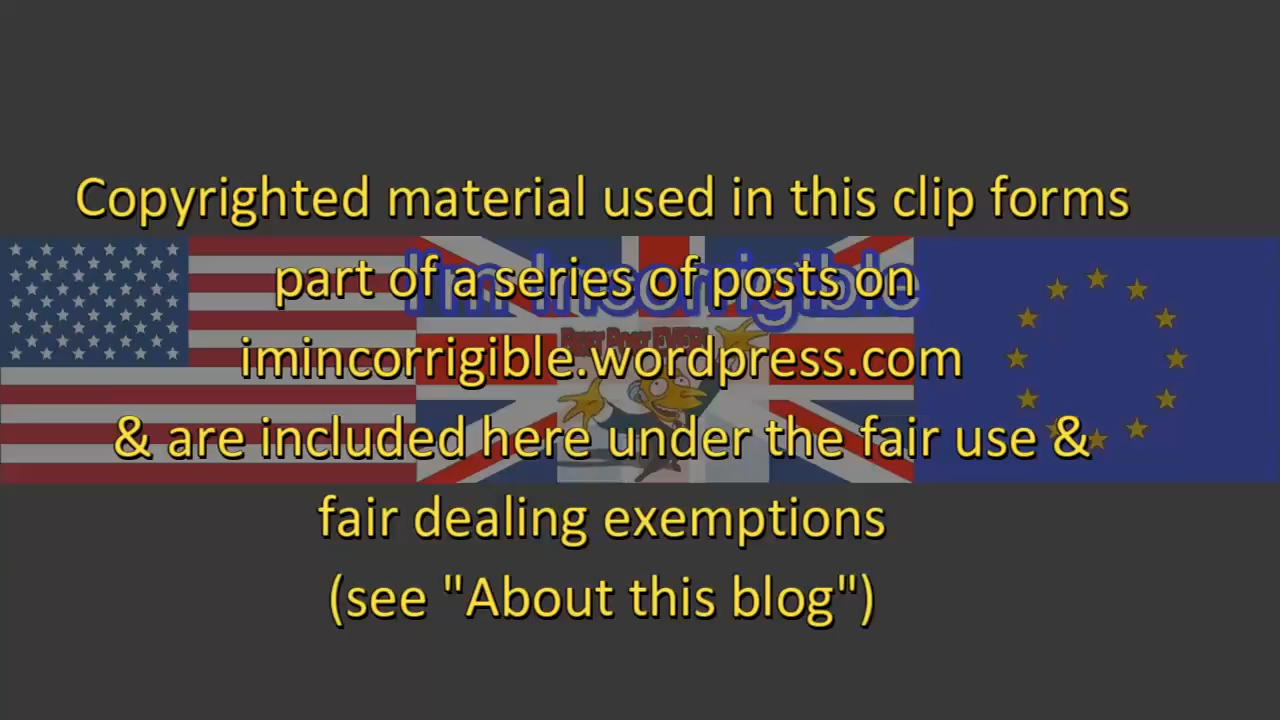 Copyrighted material used in this clip forms
part of a series of posts on
I'm Incorrigible
imincorrigible.wordpress.com
& are included here under the fair use &
fair dealing exemptions
(see "About this blog")